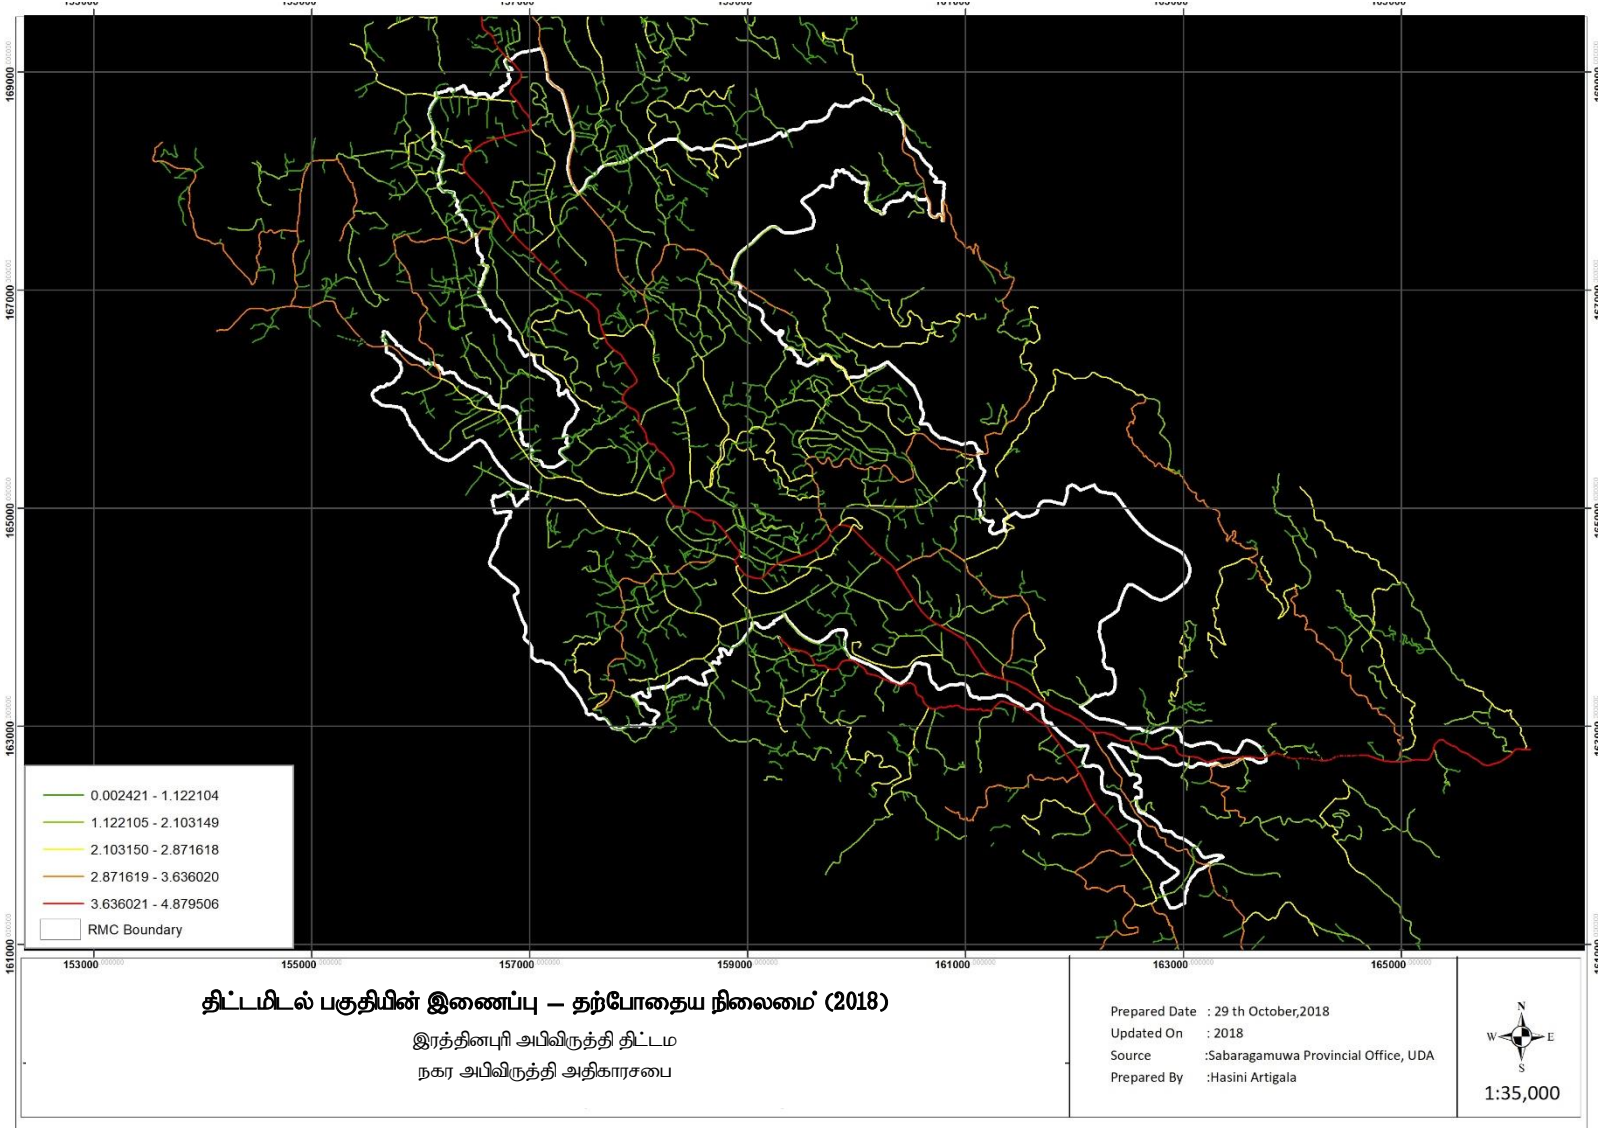 169000
167000
165000
163000
161000
0.002421 - 1.122104
1.122105 - 2.103149
2.103150 - 2.871618
2.871619 - 3.636020
3.636021 - 4.879506
RMC Boundary
153000 155000 157000 159000 161000 163000 165000
திட்டமிடல் பகுதியின் இணைப்பு – தற்போதைய நிலைமை் (2018)
இரத்தினபுரி அபிவிருத்தி திட்டம
நகர அபிவிருத்தி அதிகாரசபை
Prepared Date : 29 th October,2018
Updated On : 2018
Source :Sabaragamuwa Provincial Office, UDA
Prepared By :Hasini Artigala
N
W E
S
1:35,000